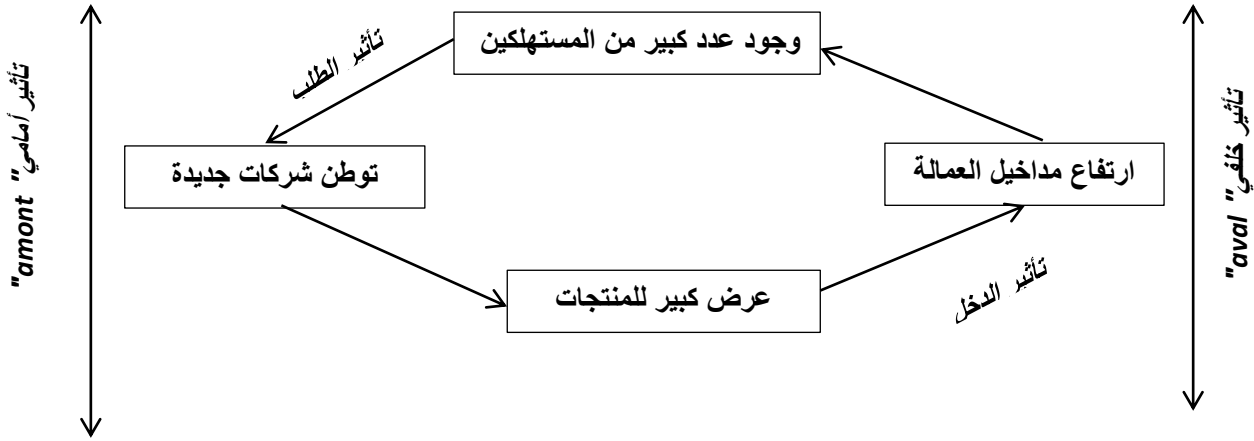 وجود عدد كبير من المستهلكين
تأثير الطلب
تأثير أمامي" amont"
تأثير خلفي" aval"
ارتفاع مداخيل العمالة
توطن شركات جديدة
عرض كبير للمنتجات
تأثير الدخل